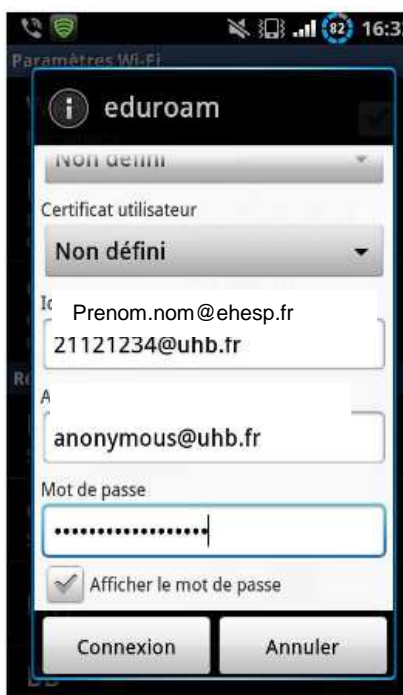 82 16:32
Paramètres Wi-Fi
eduroam
Non défini
Certificat utilisateur
Non défini
Prenom.nom@ehesp.fr
21121234@uhb.fr
A
anonymous@uhb.fr
Mot de passe
••••••••••••••••••
Afficher le mot de passe
Connexion
Annuler